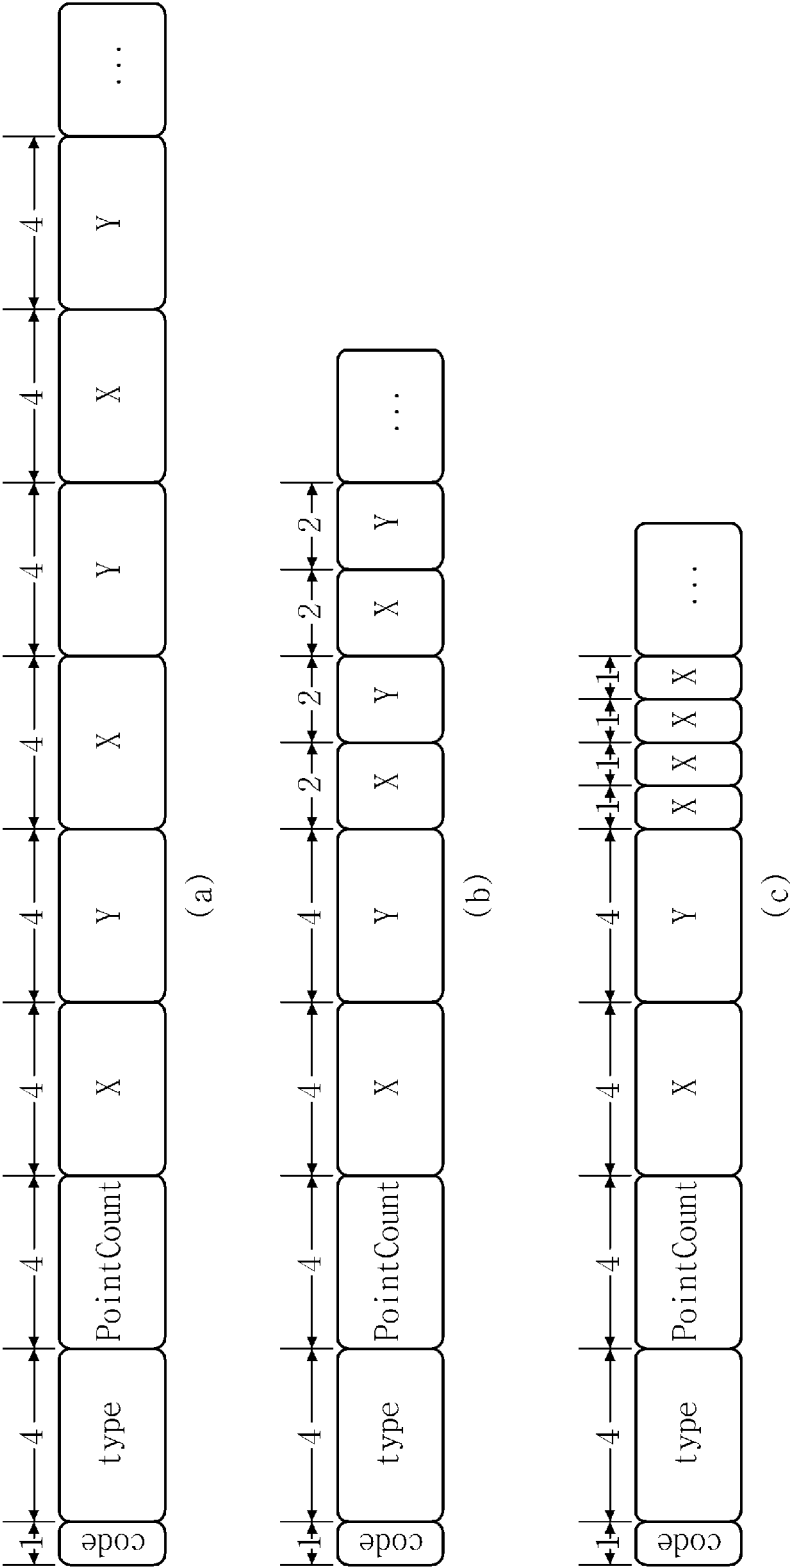 1 4 4 4 4 4 4 4 4
code type PointCount X Y X Y X Y ...
(a)
1 4 4 4 4 2 2 2 2
code type PointCount X Y X Y X Y ...
(b)
1 4 4 4 4 1 1 1 1
code type PointCount X Y X X X X ...
(c)